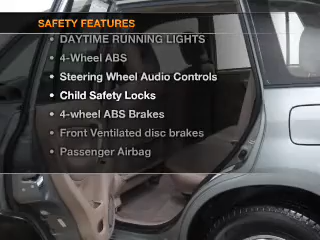 SAFETY FEATURES
• DAYTIME RUNNING LIGHTS
• 4-Wheel ABS
• Steering Wheel Audio Controls
• Child Safety Locks
• 4-wheel ABS Brakes
• Front Ventilated disc brakes
• Passenger Airbag